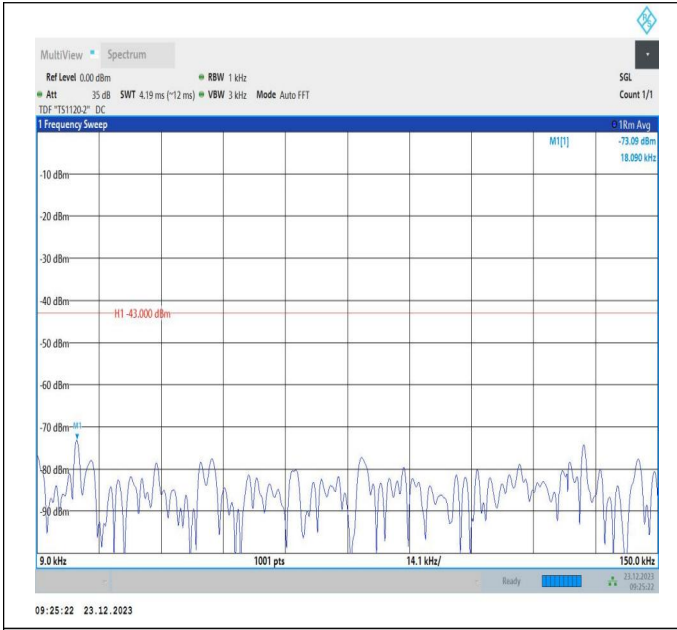 R S
MultiView Spectrum
Ref Level 0.00 dBm RBW 1 kHz SGL
Att 35 dB SWT 4.19 ms (~12 ms) VBW 3 kHz Mode Auto FFT Count 1/1
TDF "TS1120-2" DC
1 Frequency Sweep 1Rm Avg
M1[1] -73.09 dBm
18.090 kHz
-10 dBm
-20 dBm
-30 dBm
-40 dBm
H1 -43.000 dBm
-50 dBm
-60 dBm
-70 dBm M1
-80 dBm
-90 dBm
9.0 kHz 1001 pts 14.1 kHz/ 150.0 kHz
Ready 23.12.2023
09:25:22
09:25:22 23.12.2023